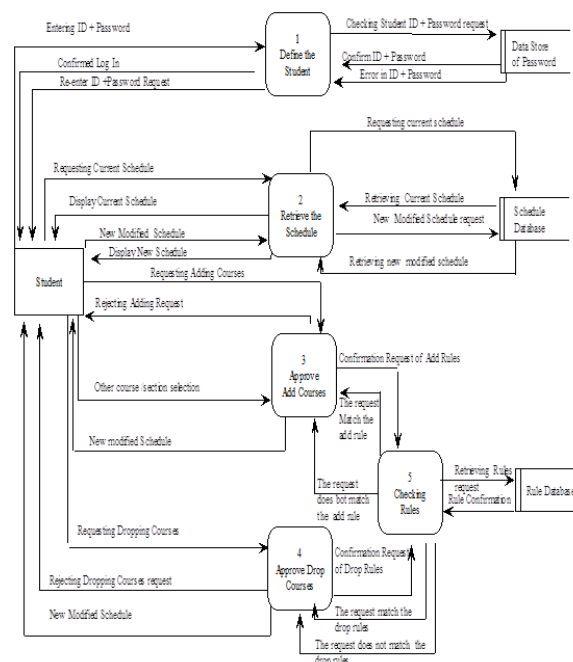 Entering ID + Password
Checking Student ID + Password request
1
Define the
Student
Confirm ID + Password
Data Store
of Password
Confirmed Log In
Error in ID + Password
Re-enter ID +Password Request
Requesting current schedule
Requesting Current Schedule
2
Retrieve the
Schedule
Retrieving Current Schedule
Display Current Schedule
New Modified Schedule request
Schedule
Database
New Modified Schedule
Display New Schedule
Retrieving new modified schedule
Student
Requesting Adding Courses
Rejecting Adding Request
3
Approve
Add Courses
Confirmation Request of Add Rules
Other course /section selection
The request
Match the
add rule
New modified Schedule
5
Checking
Rules
Retrieving Rules
request
Rule Confirmation
Rule Database
The request
does bot match
the add rule
Requesting Dropping Courses
4
Approve Drop
Courses
Confirmation Request
of Drop Rules
Rejecting Dropping Courses request
New Modified Schedule
The request match the
drop rules
The request does not match the
drop rules